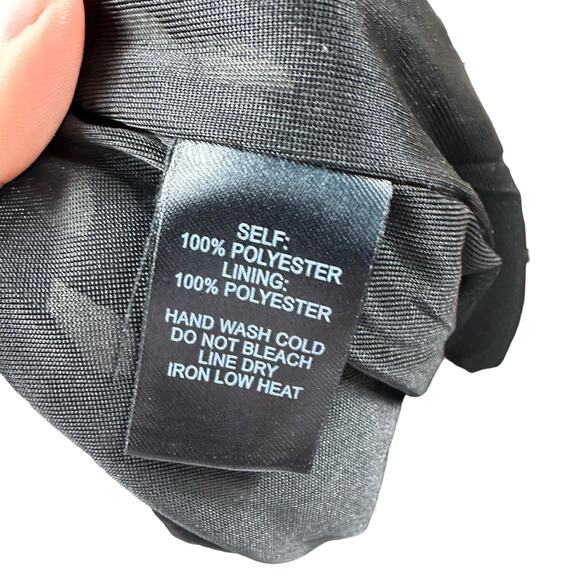 SELF:
100% POLYESTER
LINING:
100% POLYESTER
HAND WASH COLD
DO NOT BLEACH
LINE DRY
IRON LOW HEAT